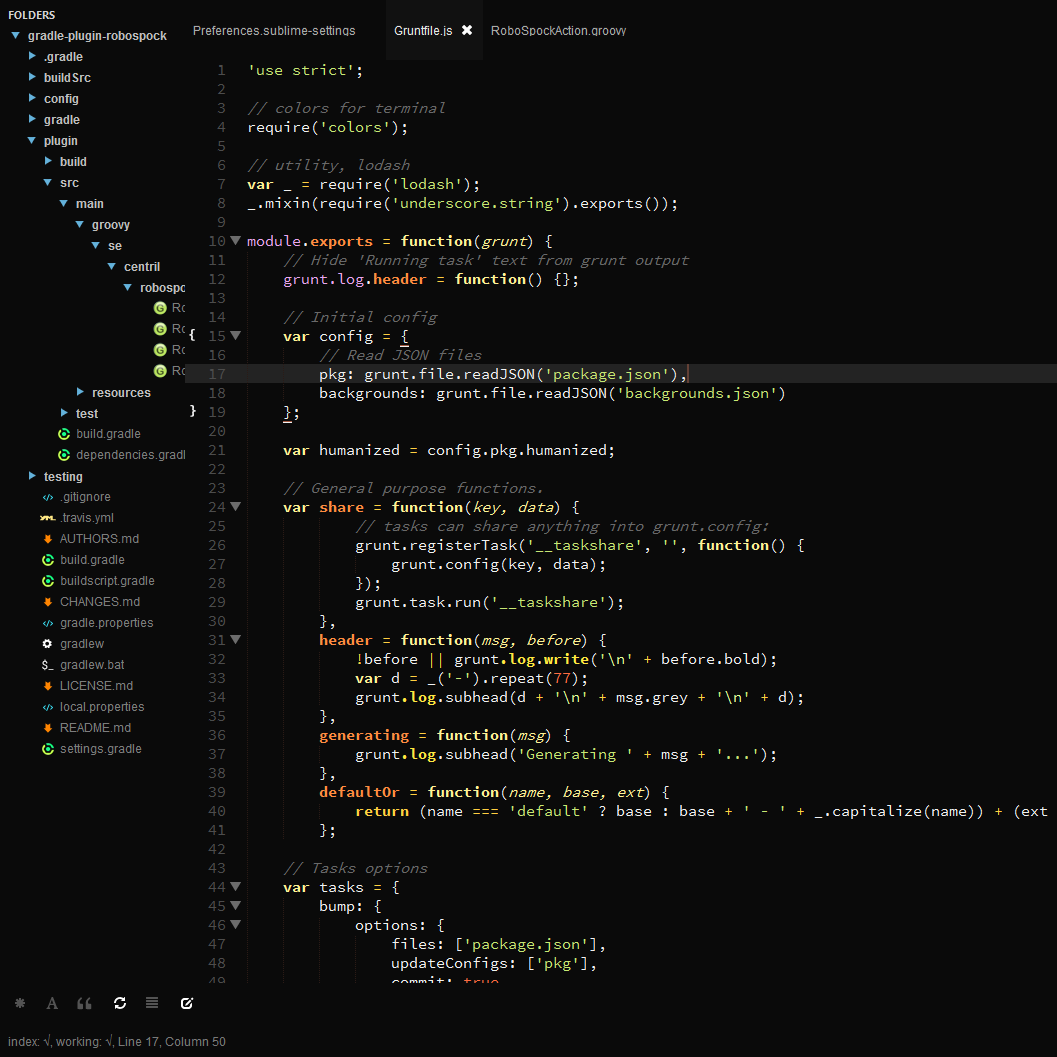 FOLDERS
gradle-plugin-robospock
.gradle
buildSrc
config
gradle
plugin
build
src
main
groovy
se
centril
robospc
Ro
Ro
Ro
Ro
resources
test
build.gradle
dependencies.gradl
testing
.gitignore
.travis.yml
AUTHORS.md
build.gradle
buildscript.gradle
CHANGES.md
gradle.properties
gradlew
gradlew.bat
LICENSE.md
local.properties
README.md
settings.gradle
Preferences.sublime-settings Gruntfile.js RoboSpockAction.groovy
1 'use strict';
2
3 // colors for terminal
4 require('colors');
5
6 // utility, lodash
7 var _ = require('lodash');
8 _.mixin(require('underscore.string').exports());
9
10 module.exports = function(grunt) {
11 // Hide 'Running task' text from grunt output
12 grunt.log.header = function() {};
13
14 // Initial config
15 var config = {
16 // Read JSON files
17 pkg: grunt.file.readJSON('package.json'),
18 backgrounds: grunt.file.readJSON('backgrounds.json')
19 };
20
21 var humanized = config.pkg.humanized;
22
23 // General purpose functions.
24 var share = function(key, data) {
25 // tasks can share anything into grunt.config:
26 grunt.registerTask('__taskshare', '', function() {
27 grunt.config(key, data);
28 });
29 grunt.task.run('__taskshare');
30 },
31 header = function(msg, before) {
32 !before || grunt.log.write('\n' + before.bold);
33 var d = _('-').repeat(77);
34 grunt.log.subhead(d + '\n' + msg.grey + '\n' + d);
35 },
36 generating = function(msg) {
37 grunt.log.subhead('Generating ' + msg + '...');
38 },
39 defaultOr = function(name, base, ext) {
40 return (name === 'default' ? base : base + ' - ' + _.capitalize(name)) + (ext
41 };
42
43 // Tasks options
44 var tasks = {
45 bump: {
46 options: {
47 files: ['package.json'],
48 updateConfigs: ['pkg'],
49 commit: true
index: √, working: √, Line 17, Column 50